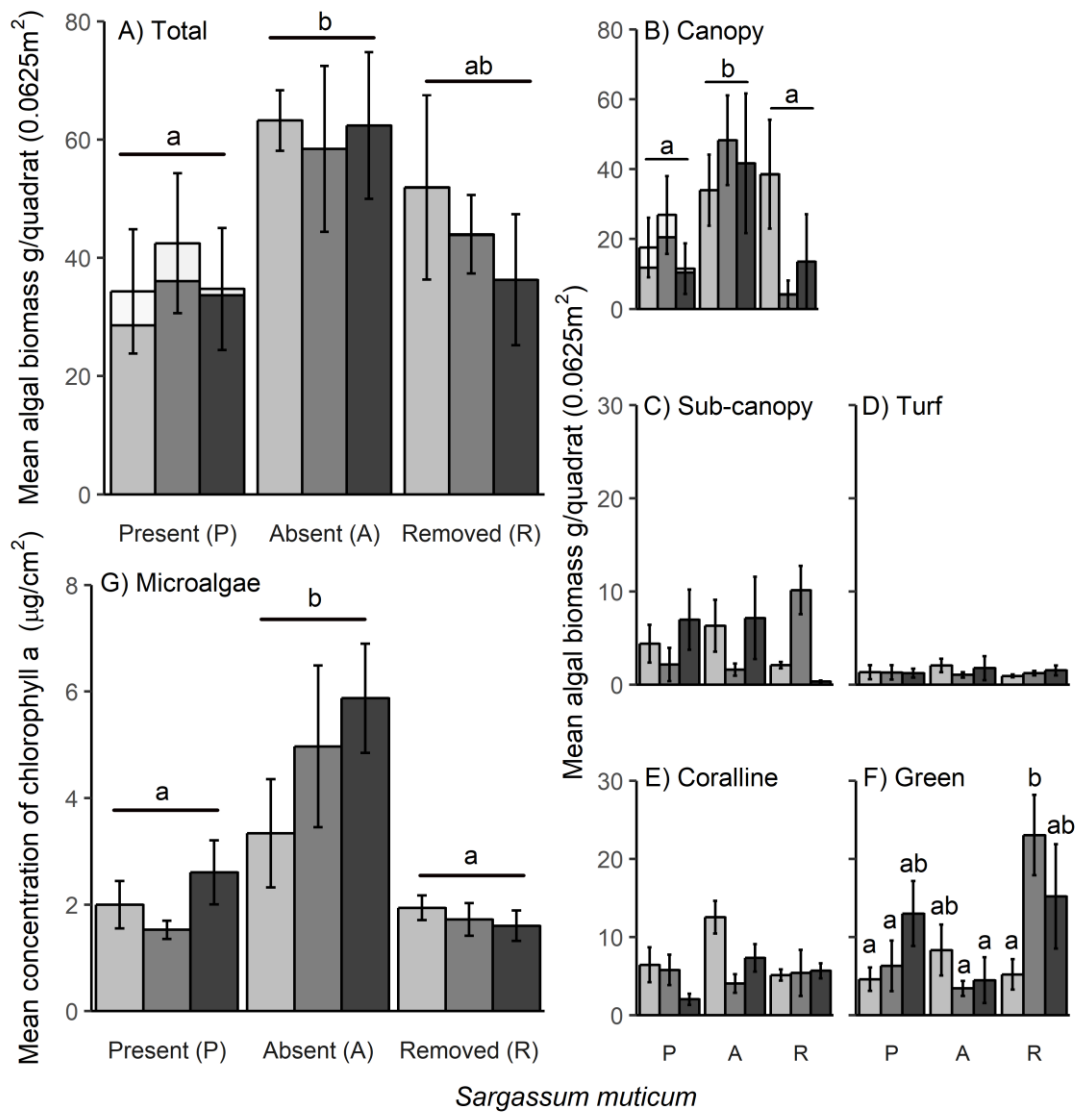 A) Total
80
60
40
20
0
a
b
ab
Present (P) Absent (A) Removed (R)
Mean algal biomass g/quadrat (0.0625m²)
B) Canopy
80
60
40
20
0
a
b
a
C) Sub-canopy
30
20
10
0
D) Turf
E) Coralline
30
20
10
0
P A R
F) Green
a a ab ab a a a b ab
P A R
Mean algal biomass g/quadrat (0.0625m²)
G) Microalgae
8
6
4
2
0
a
b
a
Present (P) Absent (A) Removed (R)
Mean concentration of chlorophyll a (μg/cm²)
Sargassum muticum